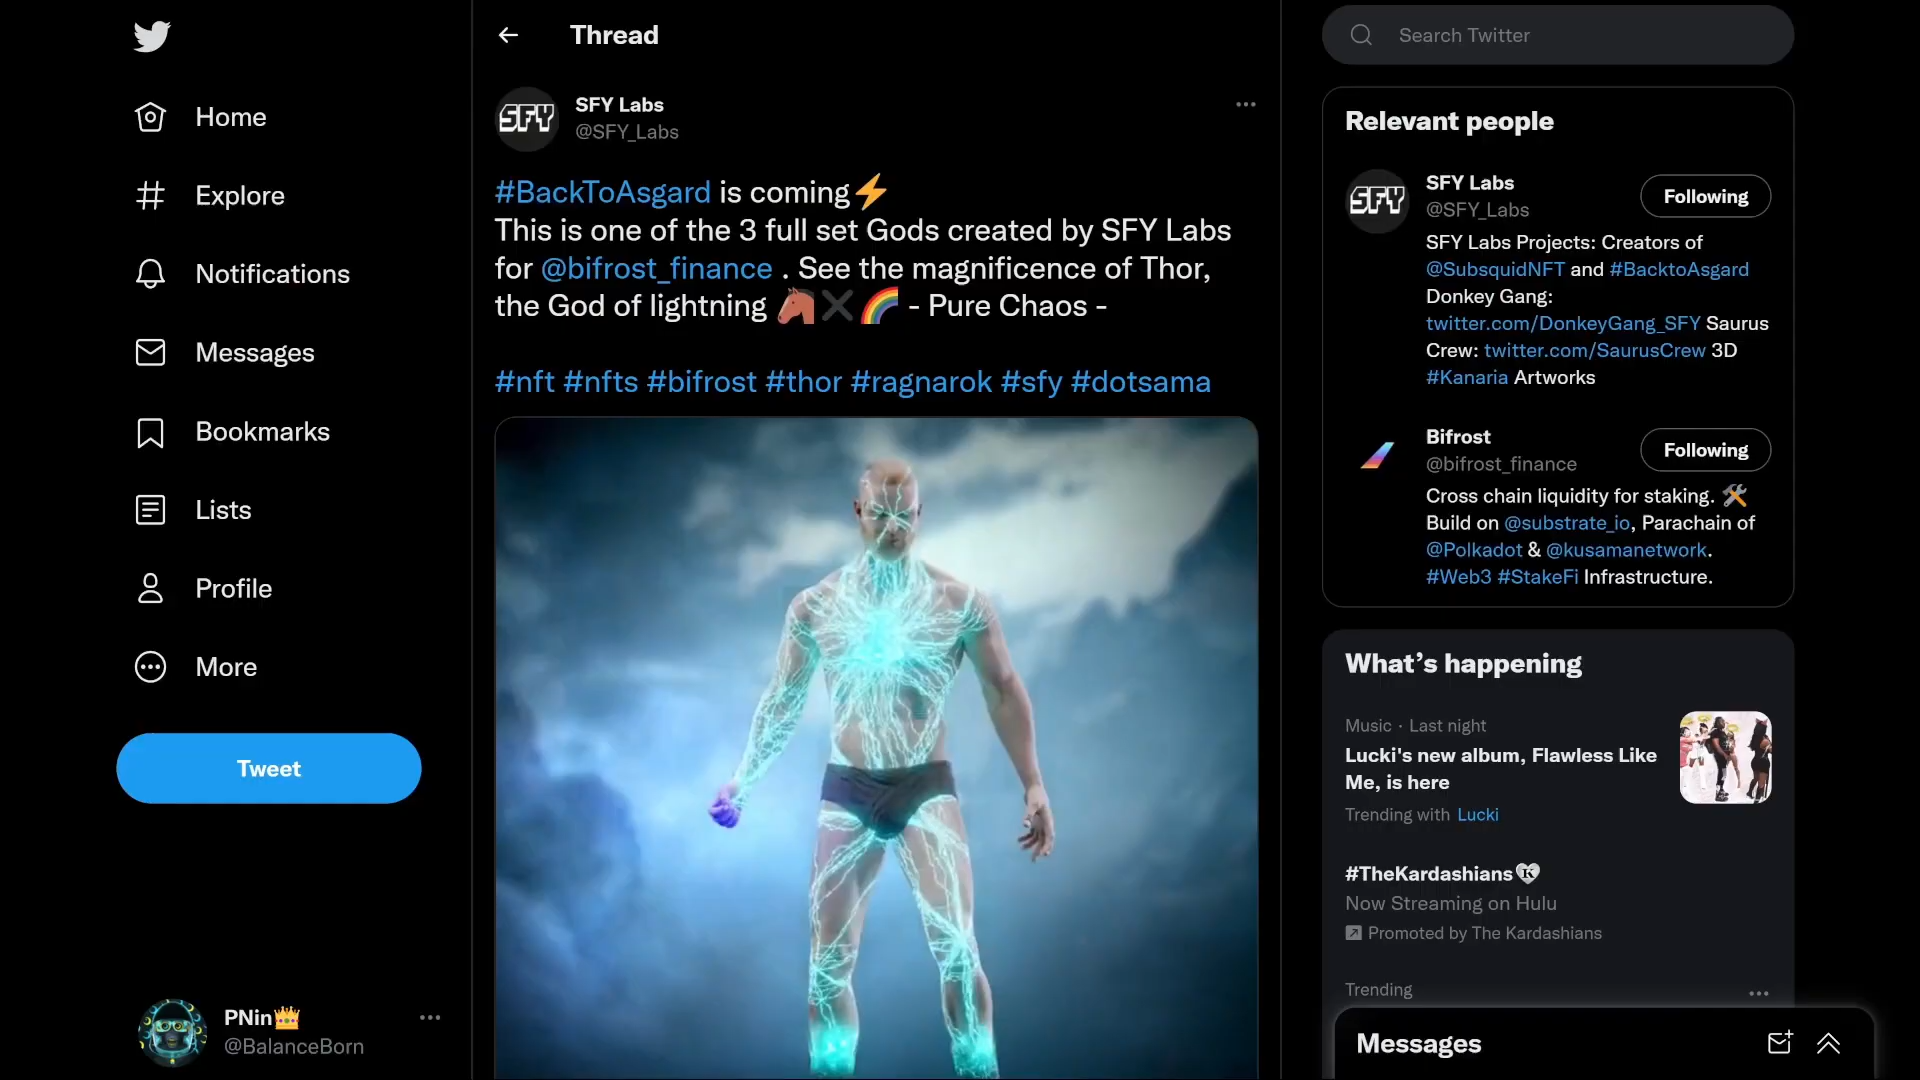 Home
Explore
Notifications
Messages
Bookmarks
Lists
Profile
More
Tweet
PNin👑
@BalanceBorn
Thread
SFY
SFY Labs
@SFY_Labs
#BackToAsgard is coming⚡
This is one of the 3 full set Gods created by SFY Labs
for @bifrost_finance . See the magnificence of Thor,
the God of lightning 🐴✖🌈 - Pure Chaos -
#nft #nfts #bifrost #thor #ragnarok #sfy #dotsama
Search Twitter
Relevant people
SFY
SFY Labs
@SFY_Labs
Following
SFY Labs Projects: Creators of
@SubsquidNFT and #BacktoAsgard
Donkey Gang:
twitter.com/DonkeyGang_SFY Saurus
Crew: twitter.com/SaurusCrew 3D
#Kanaria Artworks
Bifrost
@bifrost_finance
Following
Cross chain liquidity for staking. 🛠
Build on @substrate_io, Parachain of
@Polkadot & @kusamanetwork.
#Web3 #StakeFi Infrastructure.
What's happening
Music · Last night
Lucki's new album, Flawless Like
Me, is here
Trending with Lucki
#TheKardashians
Now Streaming on Hulu
Promoted by The Kardashians
Trending
Messages